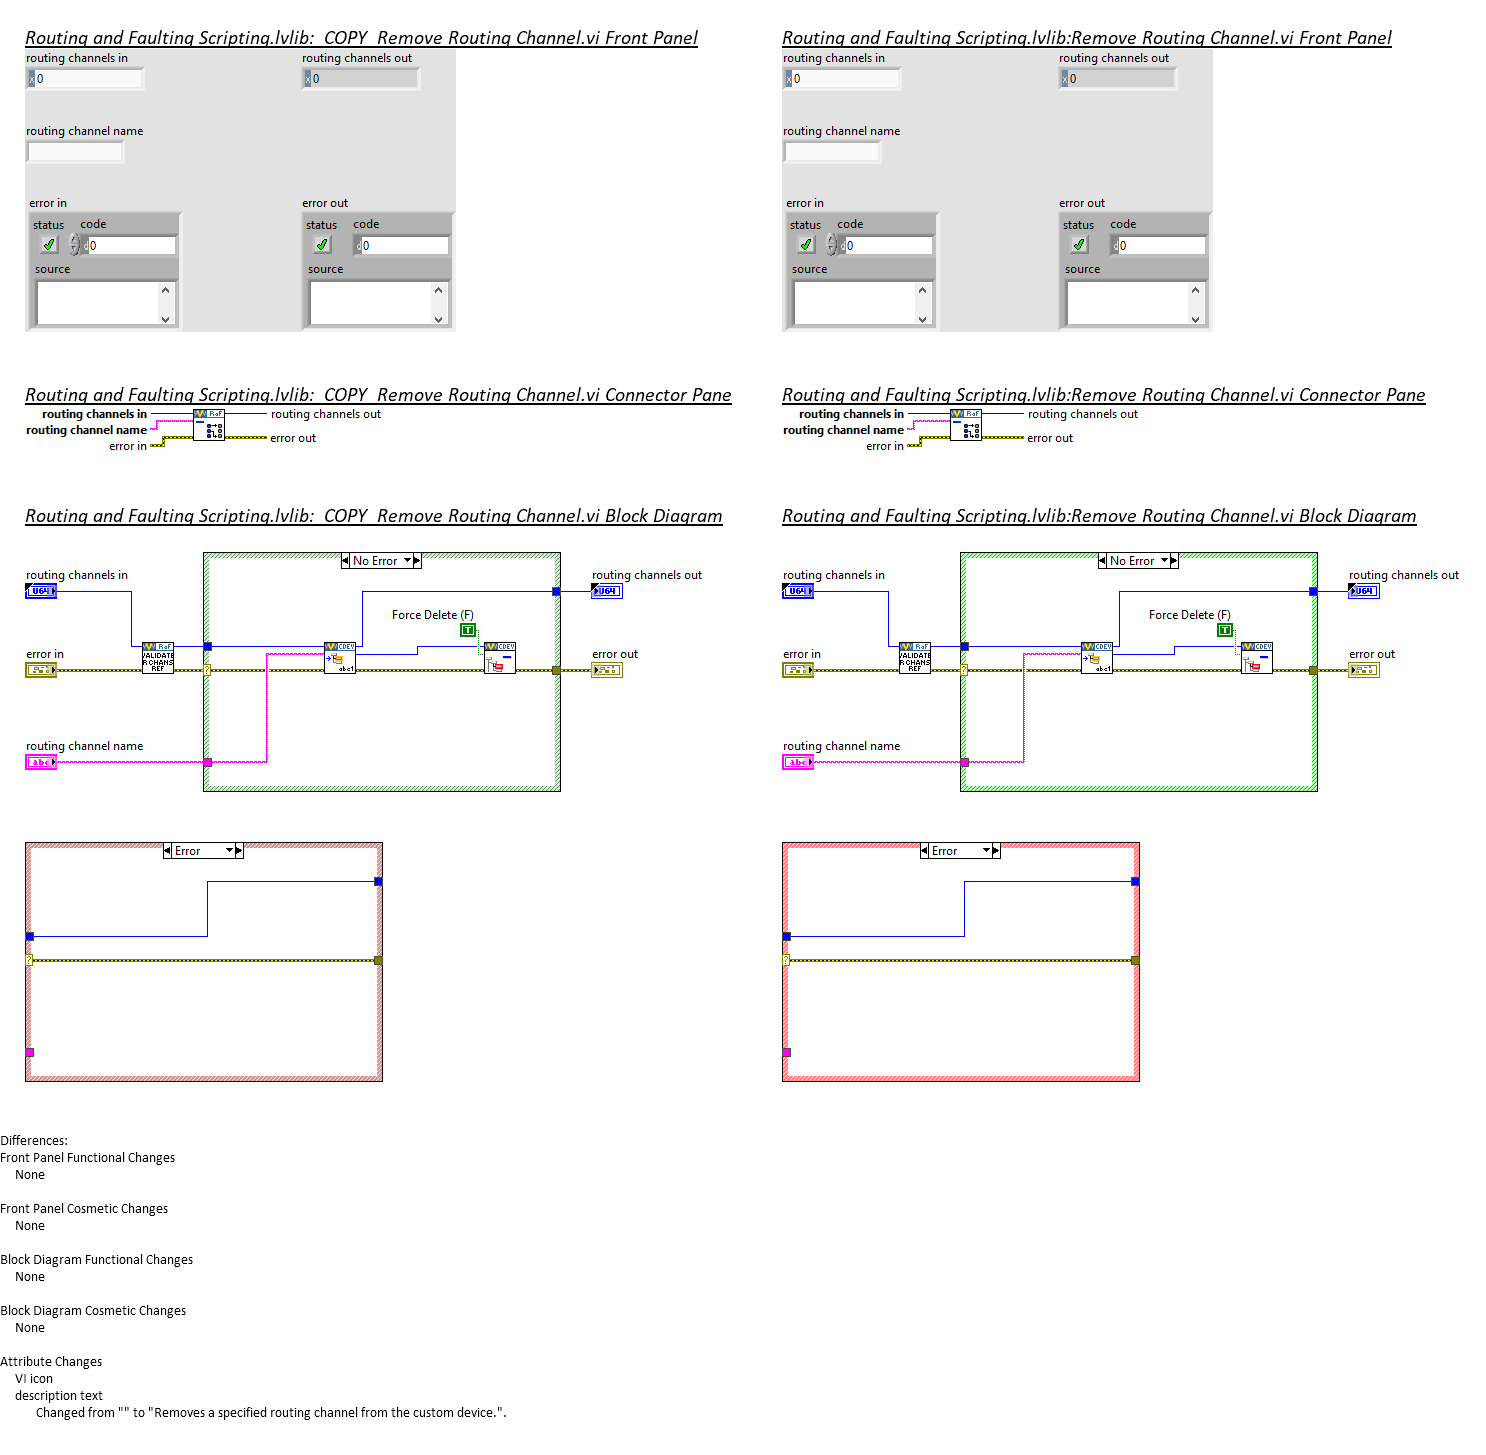 Routing and Faulting Scripting.lvlib:  COPY  Remove Routing Channel.vi Front Panel
routing channels in
routing channels out
x 0
x 0
routing channel name
error in
error out
status
code
status
code
d 0
d 0
source
source
Routing and Faulting Scripting.lvlib:Remove Routing Channel.vi Front Panel
routing channels in
routing channels out
x 0
x 0
routing channel name
error in
error out
status
code
status
code
d 0
d 0
source
source
Routing and Faulting Scripting.lvlib:  COPY  Remove Routing Channel.vi Connector Pane
routing channels in
RaF
routing channels out
routing channel name
error in
error out
Routing and Faulting Scripting.lvlib:Remove Routing Channel.vi Connector Pane
routing channels in
RaF
routing channels out
routing channel name
error in
error out
Routing and Faulting Scripting.lvlib:  COPY  Remove Routing Channel.vi Block Diagram
No Error
routing channels in
U64
routing channels out
U64
Force Delete (F)
T
error in
RaF
VALIDATE
R CHANS
REF
?
CDEV
abc1
CDEV
error out
routing channel name
abc
Error
?
Routing and Faulting Scripting.lvlib:Remove Routing Channel.vi Block Diagram
No Error
routing channels in
U64
routing channels out
U64
Force Delete (F)
T
error in
RaF
VALIDATE
R CHANS
REF
?
CDEV
abc1
CDEV
error out
routing channel name
abc
Error
?
Differences:
Front Panel Functional Changes
None
Front Panel Cosmetic Changes
None
Block Diagram Functional Changes
None
Block Diagram Cosmetic Changes
None
Attribute Changes
VI icon
description text
Changed from "" to "Removes a specified routing channel from the custom device.".